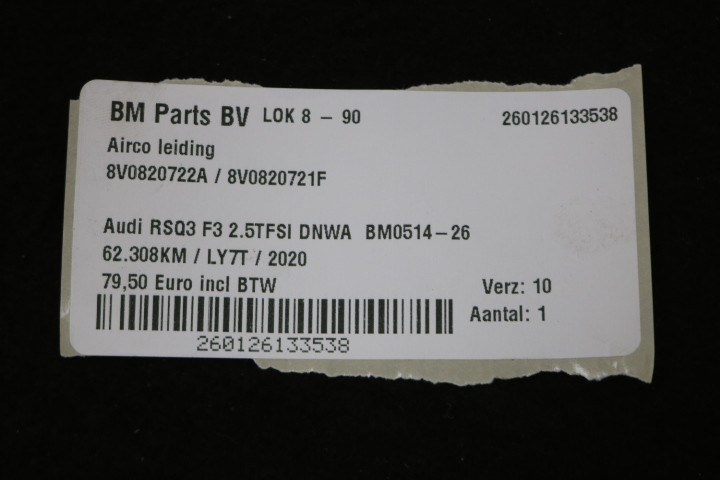 BM Parts BV LOK 8 – 90 260126133538
Airco leiding
8V0820722A / 8V0820721F
Audi RSQ3 F3 2.5TFSI DNWA BM0514–26
62.308KM / LY7T / 2020
79,50 Euro incl BTW Verz: 10
Aantal: 1
260126133538